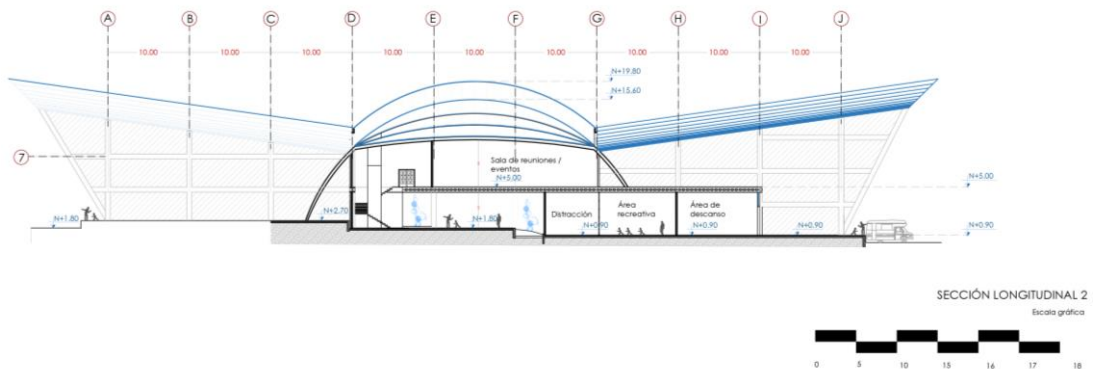 A B C D E F G H I J
10.00 10.00 10.00 10.00 10.00 10.00 10.00 10.00 10.00
N+19.80
N+15.60
7
Sala de reuniones /
eventos
N+5.00
N+5.00
N+1.80
N+2.70
N+1.80
Distracción
Área
recreativa
Área de
descanso
N+0.90
N+0.90
N+0.90
N+0.90
SECCIÓN LONGITUDINAL 2
Escala gráfica
0 5 10 15 16 17 18